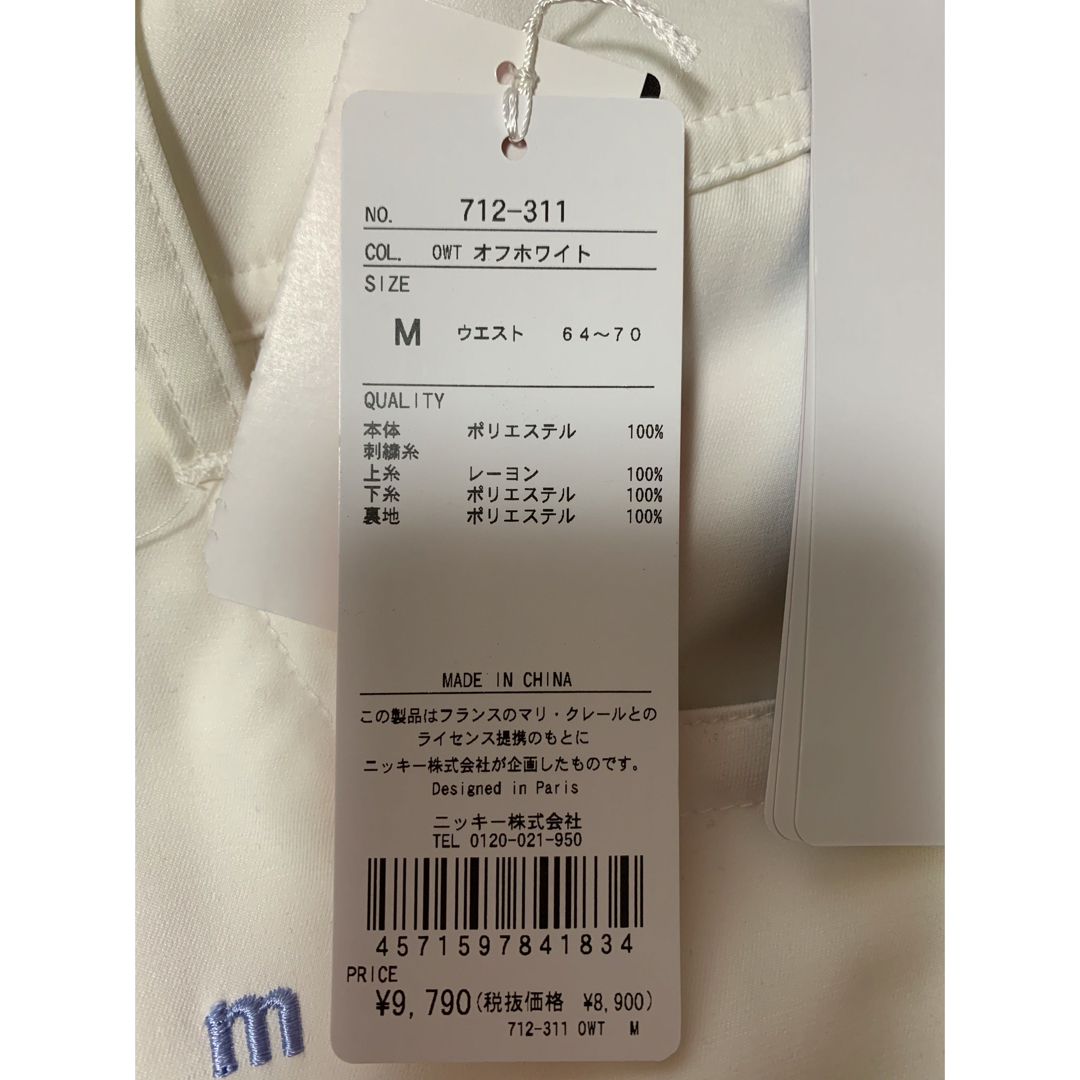 NO. 712-311
COL. OWT オフホワイト
SIZE
M ウエスト 64～70
QUALITY
本体 ポリエステル 100%
刺繍糸
上糸 レーヨン 100%
下糸 ポリエステル 100%
裏地 ポリエステル 100%
MADE IN CHINA
この製品はフランスのマリ・クレールとの
ライセンス提携のもとに
ニッキー株式会社が企画したものです。
Designed in Paris
ニッキー株式会社
TEL 0120-021-950
4571597841834
PRICE
¥9,790(税抜価格 ¥8,900)
712-311 OWT M
m